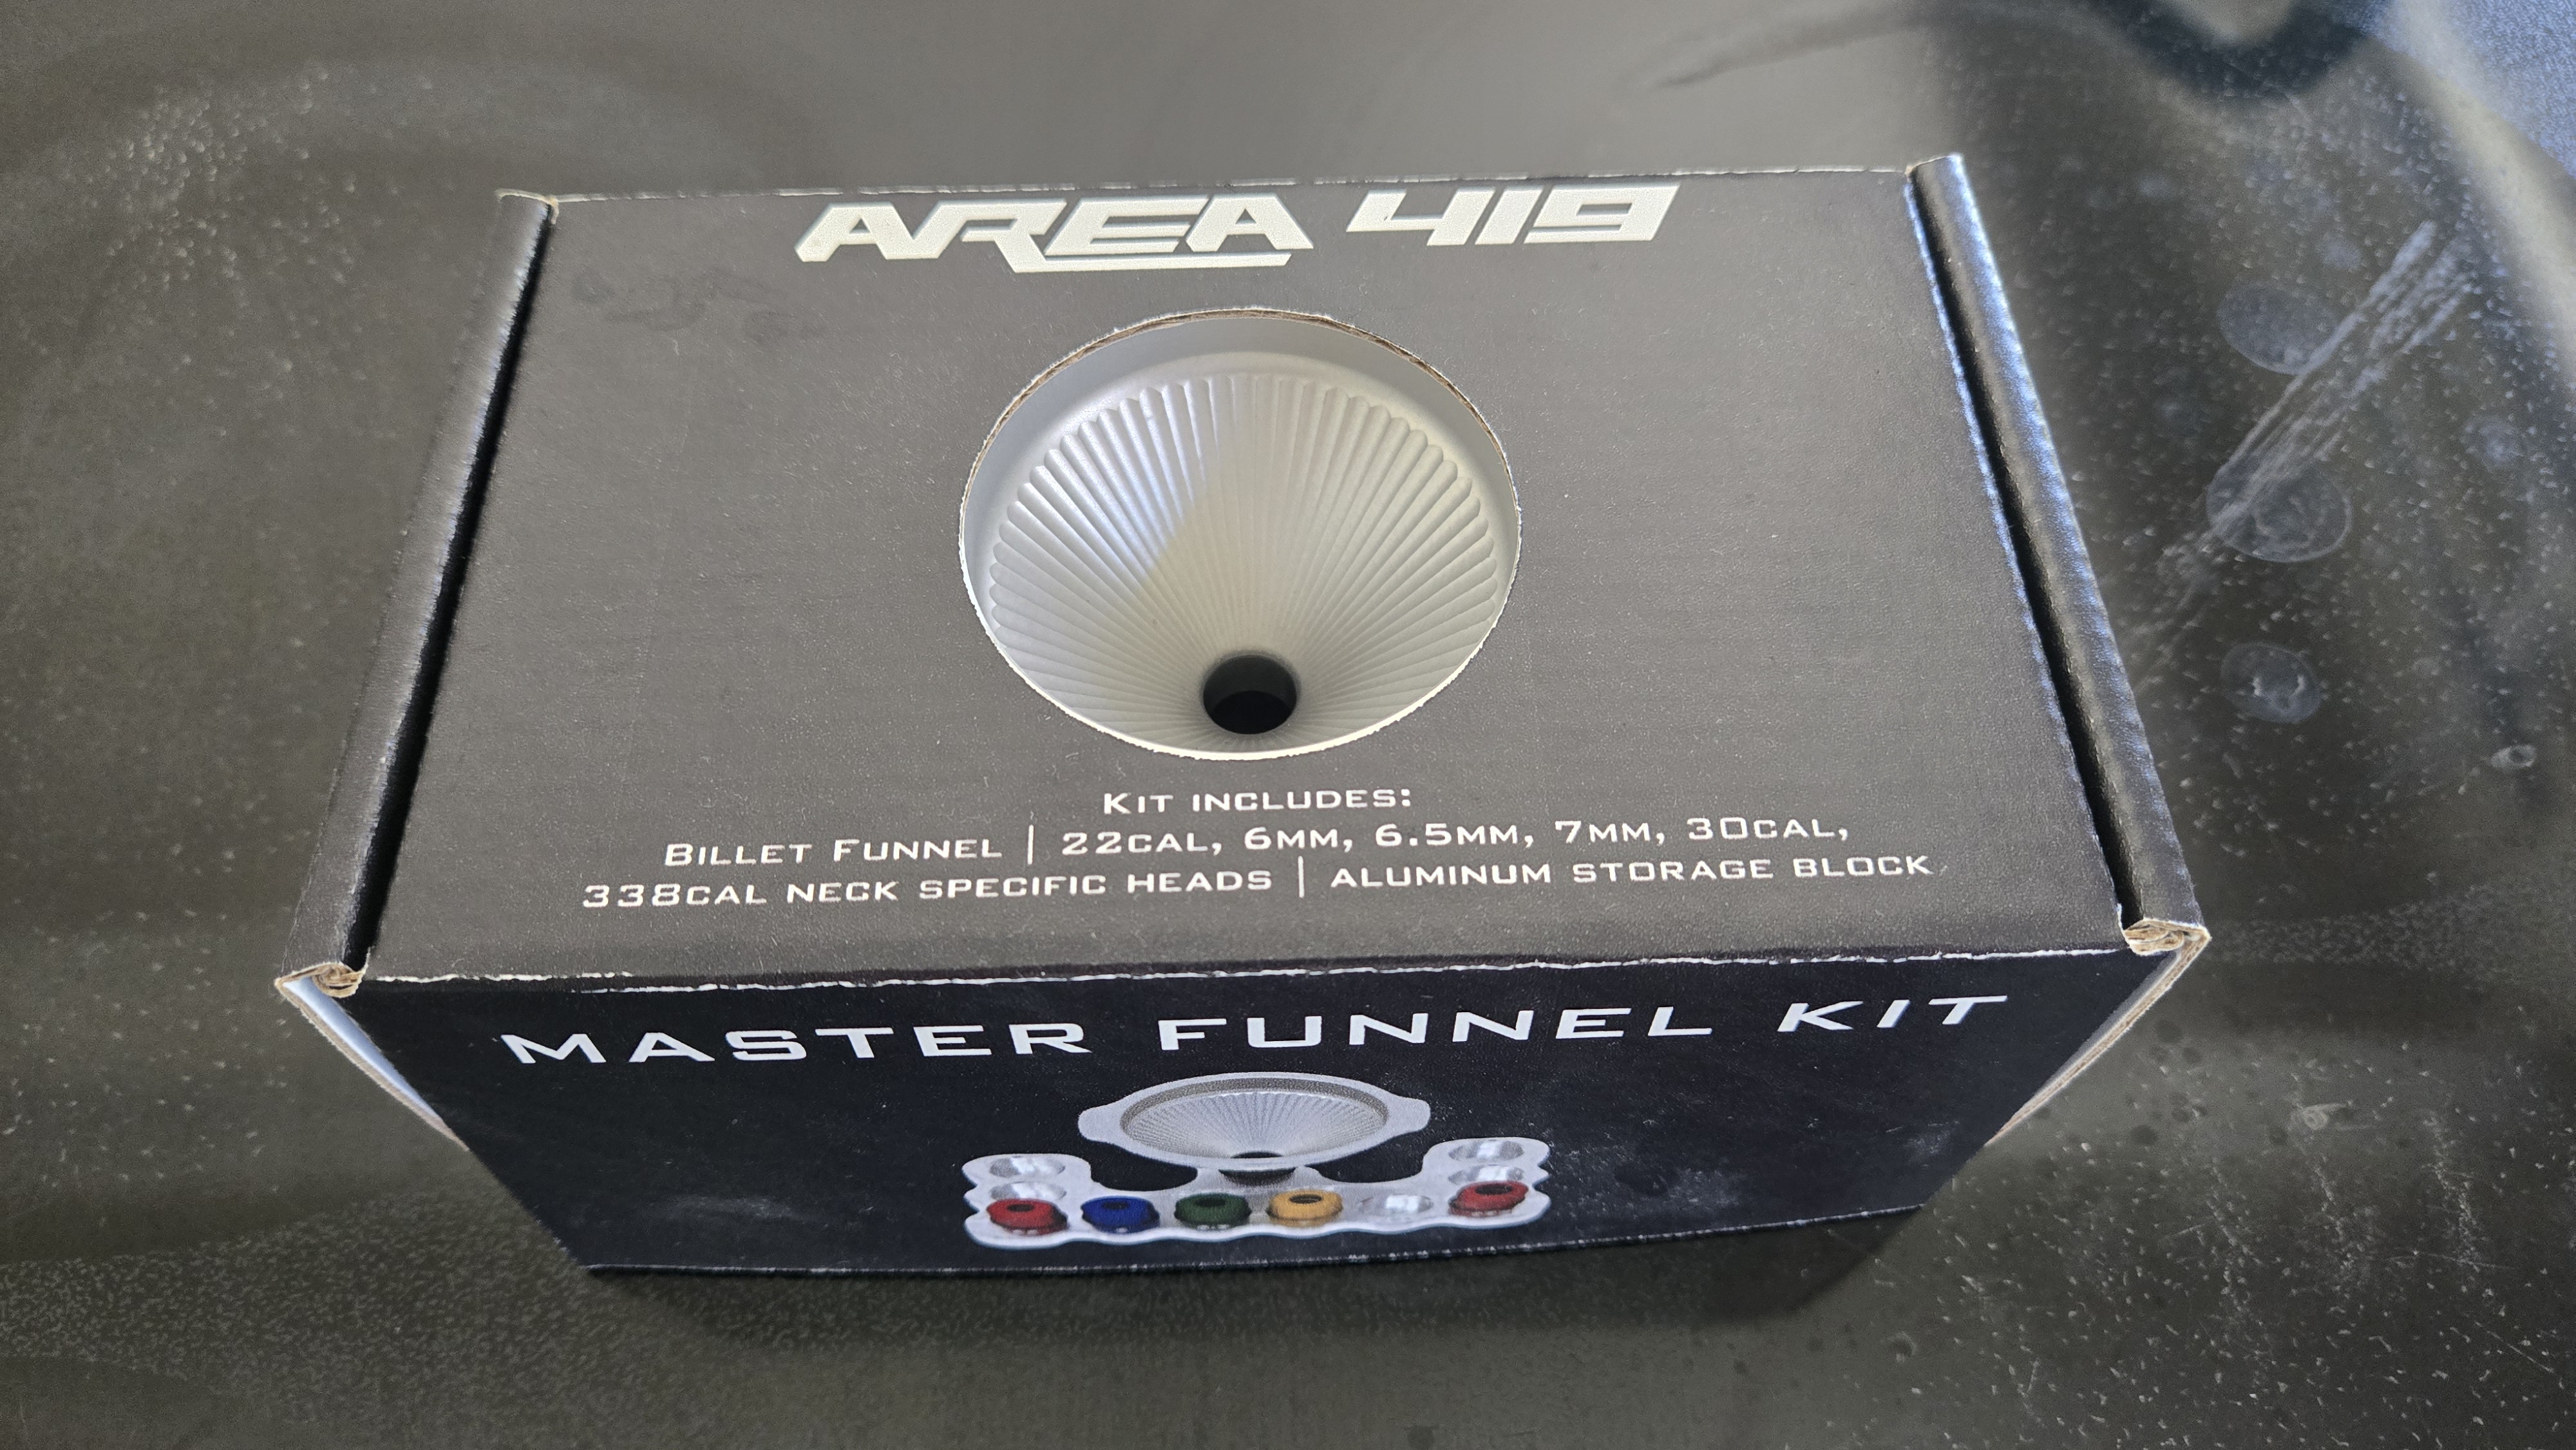 AREA 419
KIT INCLUDES:
BILLET FUNNEL | 22CAL, 6MM, 6.5MM, 7MM, 30CAL,
338CAL NECK SPECIFIC HEADS | ALUMINUM STORAGE BLOCK
MASTER FUNNEL KIT